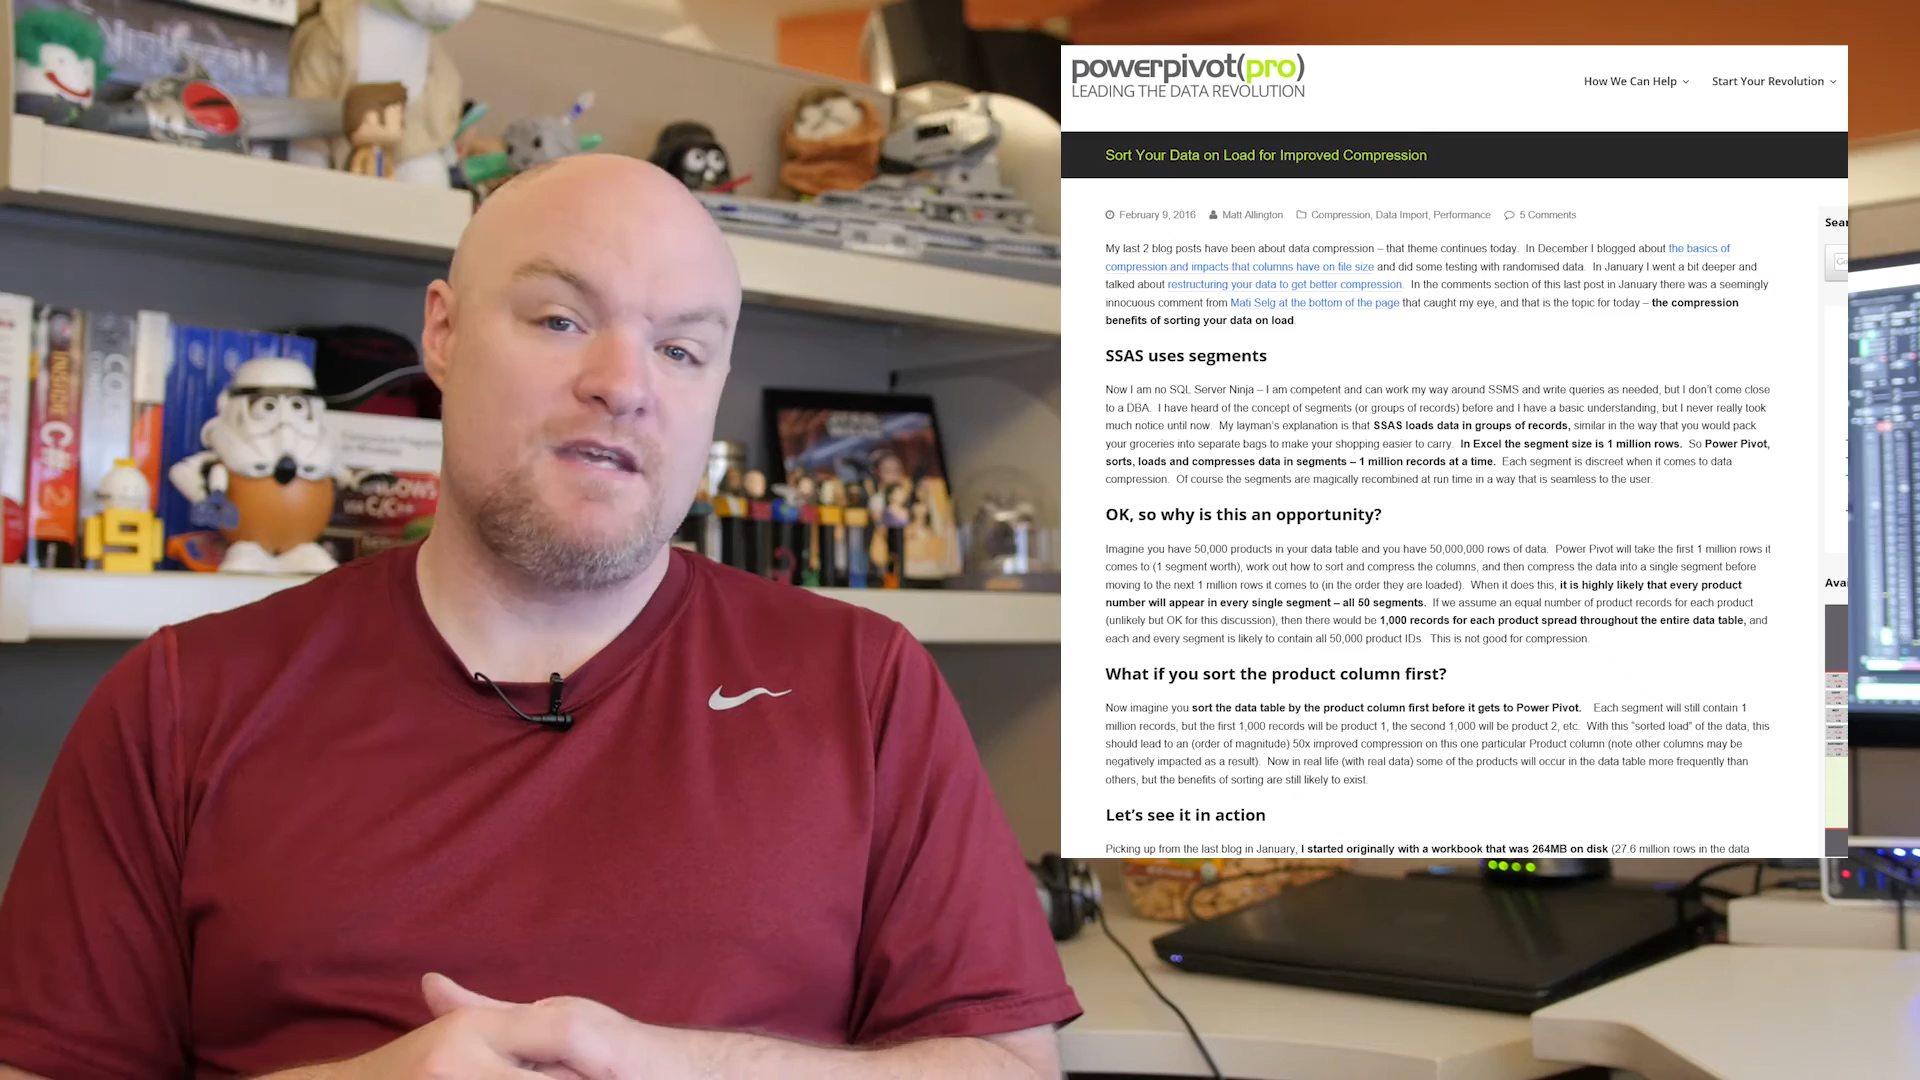 powerpivot(pro)
LEADING THE DATA REVOLUTION
How We Can Help
Start Your Revolution
Sort Your Data on Load for Improved Compression
February 9, 2016 Matt Allington Compression, Data Import, Performance 5 Comments
Sear
My last 2 blog posts have been about data compression – that theme continues today. In December I blogged about the basics of
compression and impacts that columns have on file size and did some testing with randomised data. In January I went a bit deeper and
talked about restructuring your data to get better compression. In the comments section of this last post in January there was a seemingly
innocuous comment from Mati Selg at the bottom of the page that caught my eye, and that is the topic for today – the compression
benefits of sorting your data on load.
SSAS uses segments
Now I am no SQL Server Ninja – I am competent and can work my way around SSMS and write queries as needed, but I don't come close
to a DBA. I have heard of the concept of segments (or groups of records) before and I have a basic understanding, but I never really took
much notice until now. My layman's explanation is that SSAS loads data in groups of records, similar in the way that you would pack
your groceries into separate bags to make your shopping easier to carry. In Excel the segment size is 1 million rows. So Power Pivot,
sorts, loads and compresses data in segments – 1 million records at a time. Each segment is discreet when it comes to data
compression. Of course the segments are magically recombined at run time in a way that is seamless to the user.
OK, so why is this an opportunity?
Imagine you have 50,000 products in your data table and you have 50,000,000 rows of data. Power Pivot will take the first 1 million rows it
comes to (1 segment worth), work out how to sort and compress the columns, and then compress the data into a single segment before
moving to the next 1 million rows it comes to (in the order they are loaded). When it does this, it is highly likely that every product
number will appear in every single segment – all 50 segments. If we assume an equal number of product records for each product
(unlikely but OK for this discussion), then there would be 1,000 records for each product spread throughout the entire data table, and
each and every segment is likely to contain all 50,000 product IDs. This is not good for compression.
Avai
What if you sort the product column first?
Now imagine you sort the data table by the product column first before it gets to Power Pivot. Each segment will still contain 1
million records, but the first 1,000 records will be product 1, the second 1,000 will be product 2, etc. With this "sorted load" of the data, this
should lead to an (order of magnitude) 50x improved compression on this one particular Product column (note other columns may be
negatively impacted as a result). Now in real life (with real data) some of the products will occur in the data table more frequently than
others, but the benefits of sorting are still likely to exist.
Let's see it in action
Picking up from the last blog in January, I started originally with a workbook that was 264MB on disk (27.6 million rows in the data
INSIDE
C#
2
C/C++